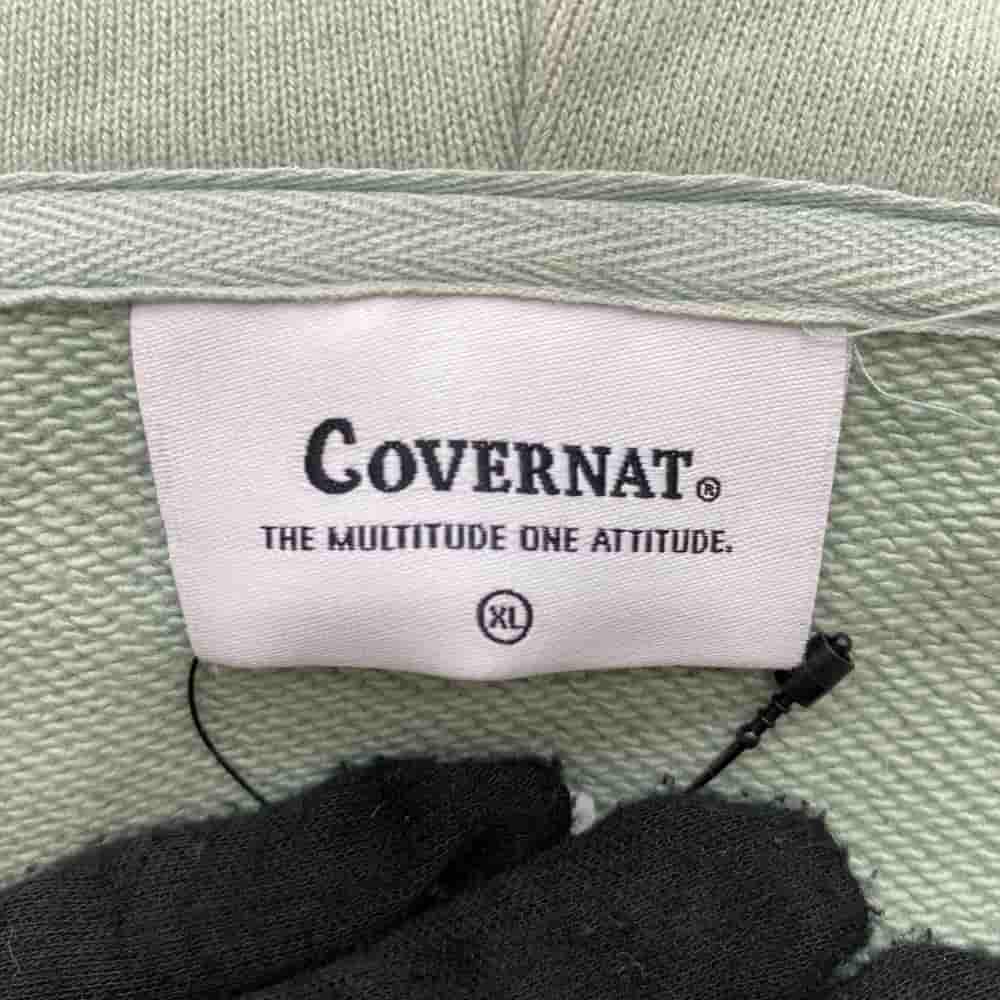 COVERNAT®
THE MULTITUDE ONE ATTITUDE.
XL